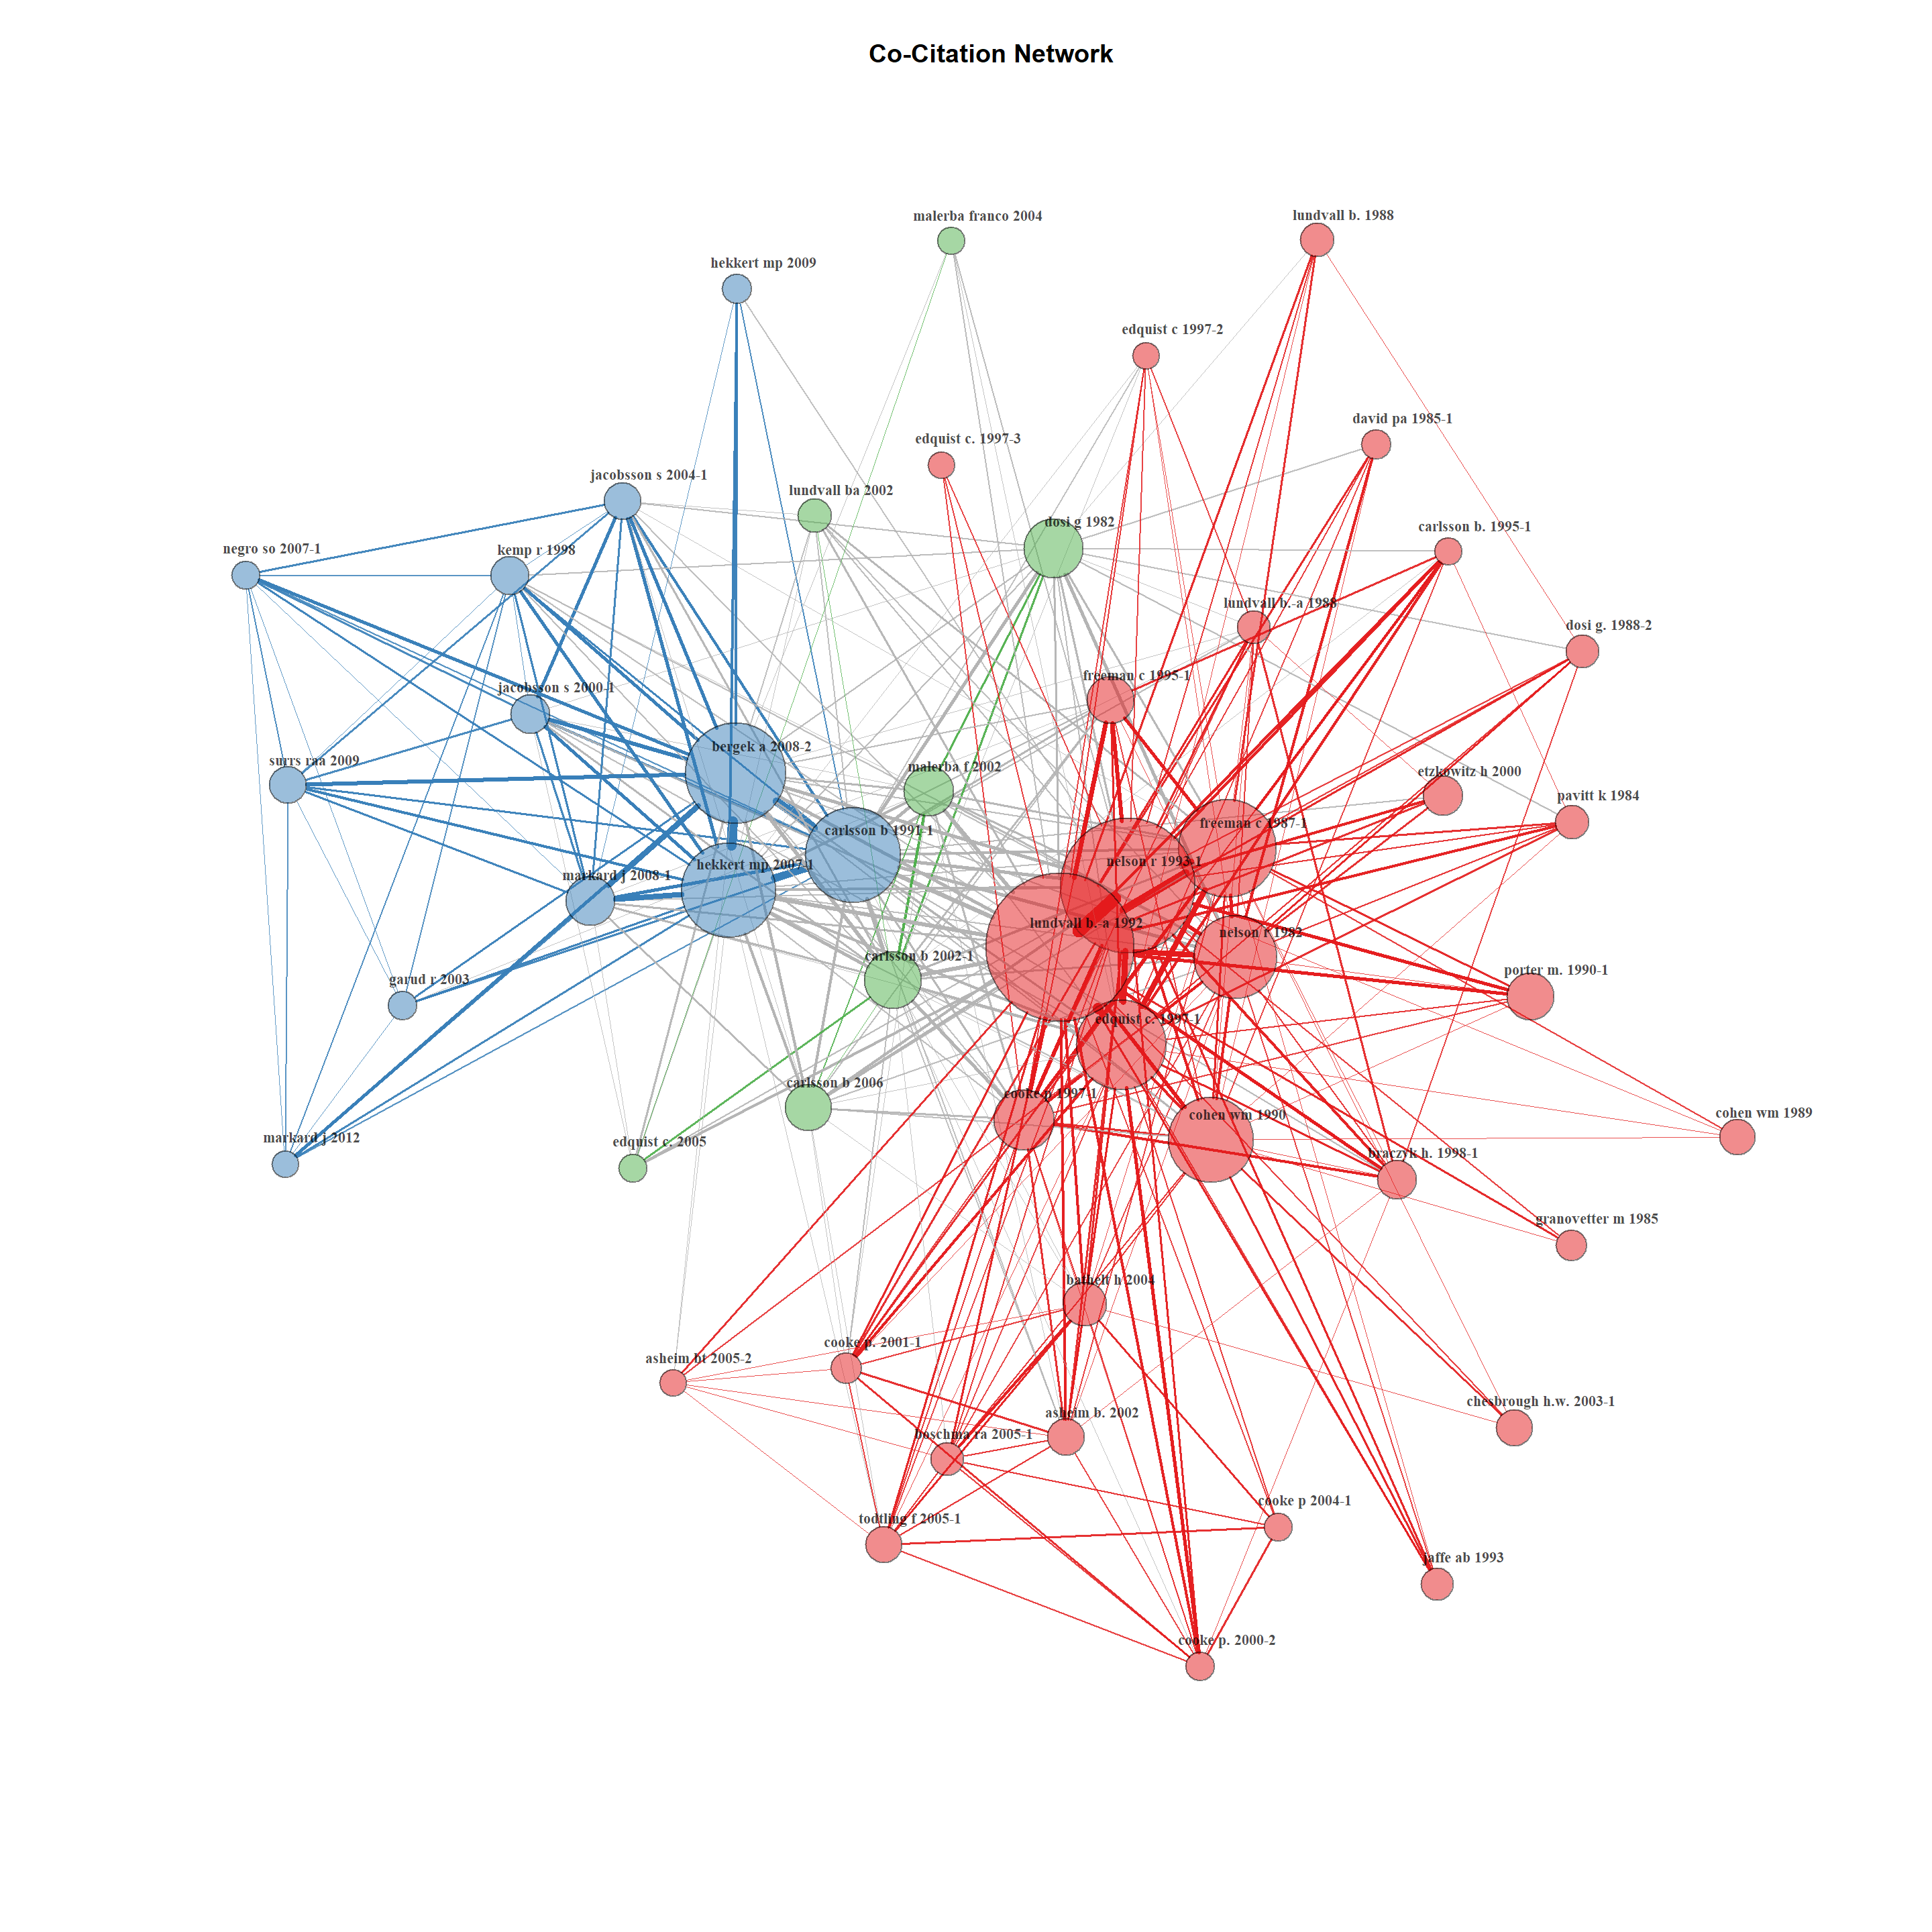 Co-Citation Network
malerba franco 2004
lundvall b. 1988
hekkert mp 2009
edquist c 1997-2
david pa 1985-1
edquist c. 1997-3
jacobsson s 2004-1
lundvall ba 2002
dosi g 1982
carlsson b. 1995-1
negro so 2007-1
kemp r 1998
lundvall b.-a 1988
dosi g. 1988-2
freeman c 1995-1
jacobsson s 2000-1
bergek a 2008-2
surrs raa 2009
malerba f 2002
etzkowitz h 2000
pavitt k 1984
carlsson b 1991-1
freeman c 1987-1
hekkert mp 2007-1
nelson r 1993-1
markard j 2008-1
lundvall b.-a 1992
nelson r 1982
carlsson b 2002-1
porter m. 1990-1
garud r 2003
edquist c. 1997-1
carlsson b 2006
cooke p 1997-1
cohen wm 1990
cohen wm 1989
markard j 2012
edquist c. 2005
braczyk h. 1998-1
granovetter m 1985
bathelt h 2004
cooke p. 2001-1
asheim bt 2005-2
chesbrough h.w. 2003-1
asheim b. 2002
boschma ra 2005-1
cooke p 2004-1
todtling f 2005-1
jaffe ab 1993
cooke p. 2000-2